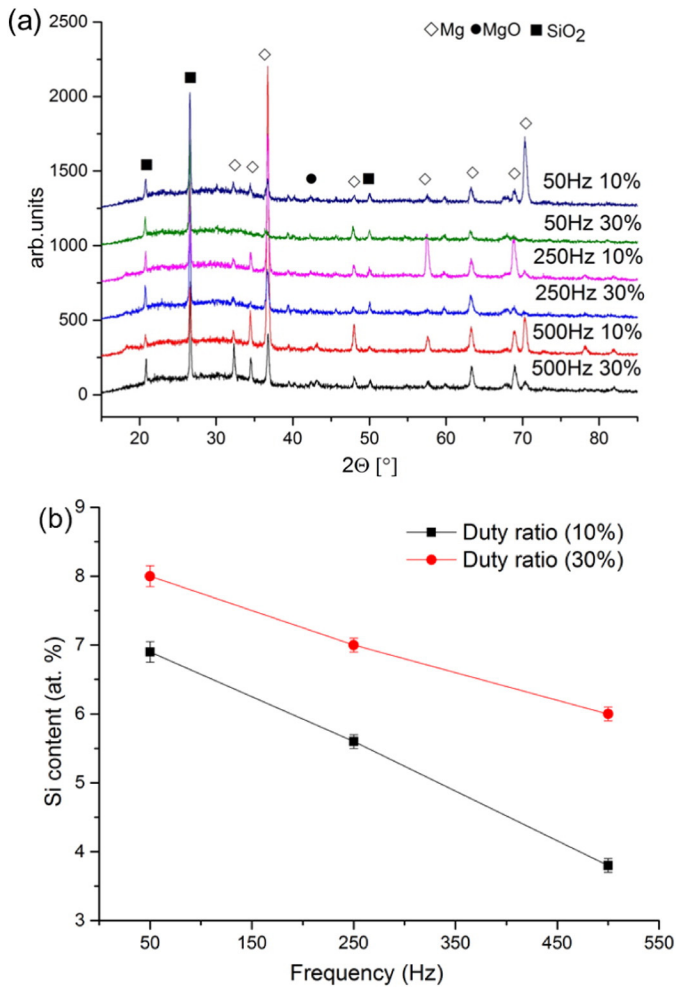 (a)
2500
2000
1500
1000
500
0
arb.units
◇Mg ●MgO ■SiO₂
50Hz 10%
50Hz 30%
250Hz 10%
250Hz 30%
500Hz 10%
500Hz 30%
20 30 40 50 60 70 80
2Θ [°]
(b)
9
8
7
6
5
4
3
Si content (at. %)
Duty ratio (10%)
Duty ratio (30%)
50 150 250 350 450 550
Frequency (Hz)